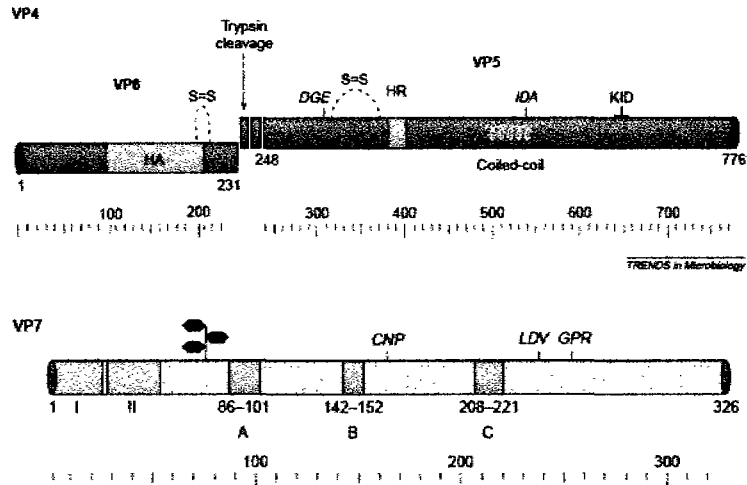 VP4
Trypsin
cleavage
VP6 VP5
S=S DGE S=S HR IDA KID
HA
1 231 248 Coiled-coil 776
100 200 300 400 500 600 700
TRENDS in Microbiology
VP7
CNP LDV GPR
1 I II 86–101 142–152 208–221 326
A B C
100 200 300